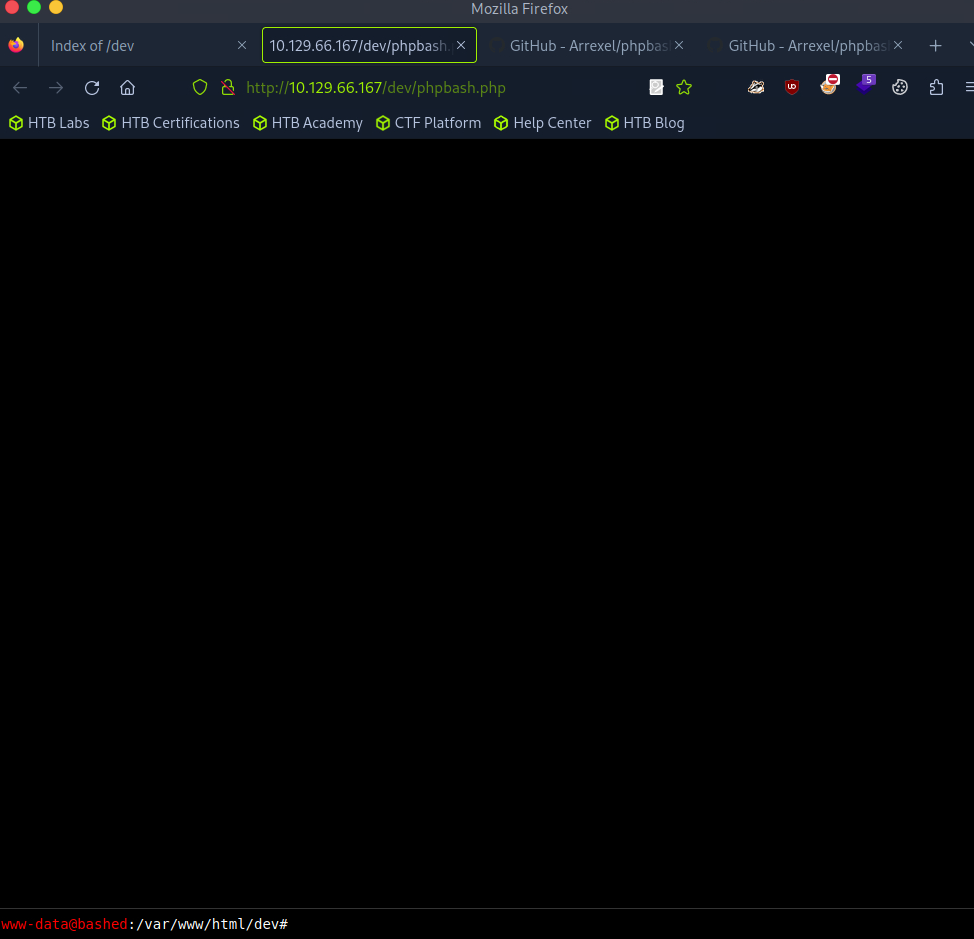 Mozilla Firefox
Index of /dev
10.129.66.167/dev/phpbash.
GitHub - Arrexel/phpbas
GitHub - Arrexel/phpbas
http://10.129.66.167/dev/phpbash.php
UD
5
HTB Labs
HTB Certifications
HTB Academy
CTF Platform
Help Center
HTB Blog
www-data@bashed:/var/www/html/dev#